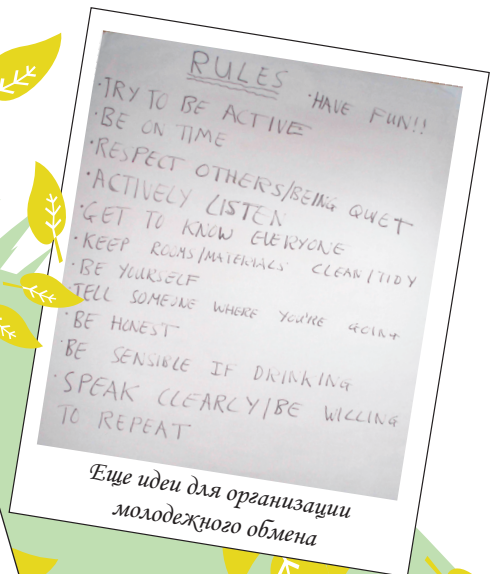 RULES
·HAVE FUN!!
·TRY TO BE ACTIVE
·BE ON TIME
·RESPECT OTHERS/BEING QUIET
·ACTIVELY LISTEN
·GET TO KNOW EVERYONE
·KEEP ROOMS/MATERIALS CLEAN/TIDY
·BE YOURSELF
·TELL SOMEONE WHERE YOU'RE GOING
·BE HONEST
·BE SENSIBLE IF DRINKING
·SPEAK CLEARLY/BE WILLING
TO REPEAT
Еще идеи для организации
молодежного обмена